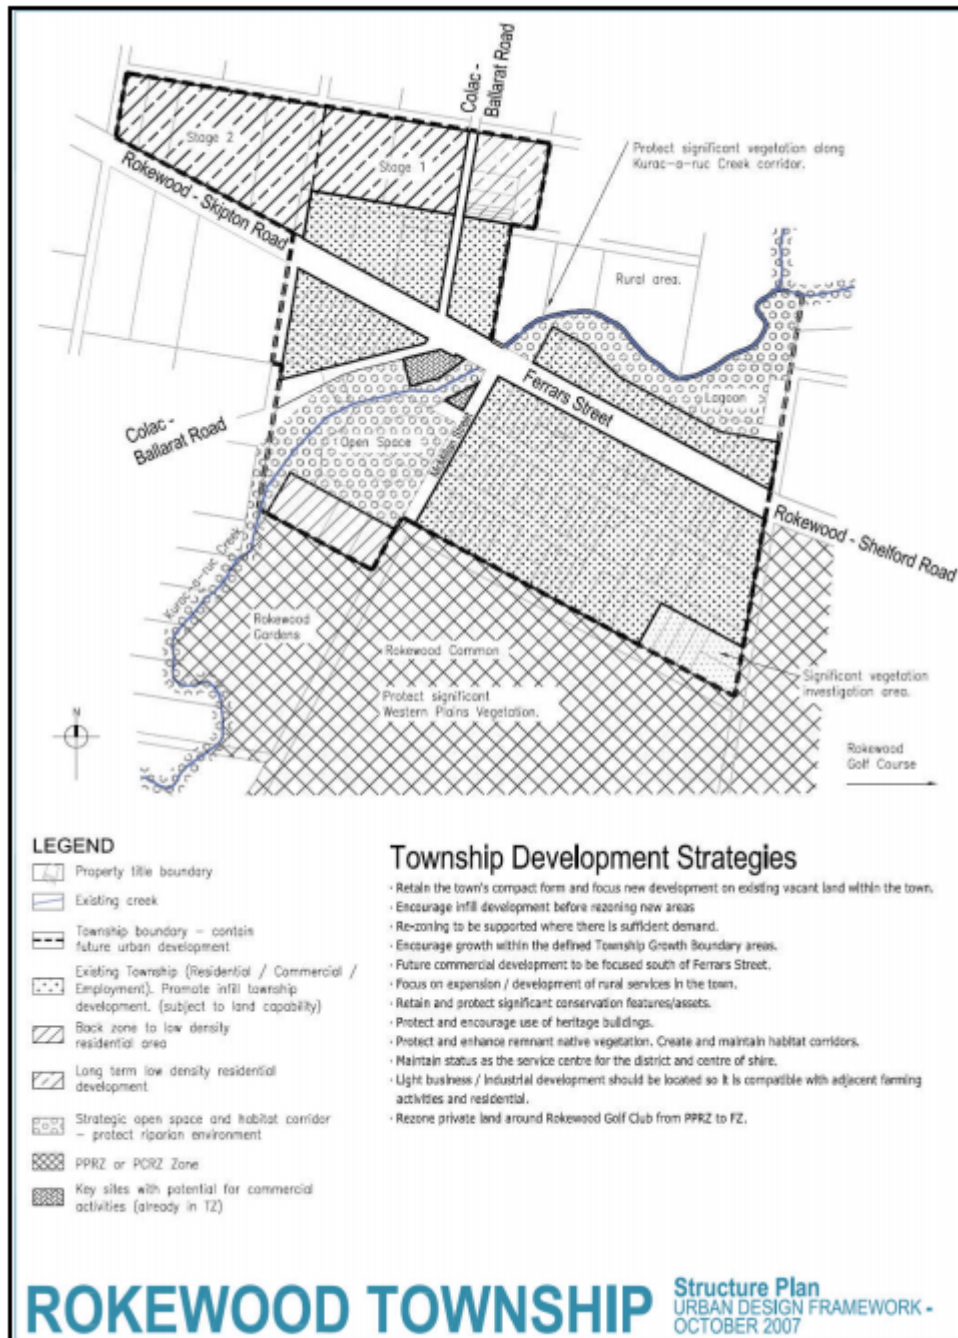 Colac -
Ballarat Road
Stage 2
Stage 1
Protect significant vegetation along
Kurac-a-ruc Creek corridor.
Rokewood - Skipton Road
Rural area.
Ferrars Street
Lagoon
Colac -
Ballarat Road
Open Space
Street
Rokewood - Shelford Road
Kurac-a-ruc Creek
Rokewood
Gardens
Rokewood Common
Protect significant
Western Plains Vegetation.
Significant vegetation
investigation area.
N
Rokewood
Golf Course
LEGEND
Property title boundary
Existing creek
Township boundary – contain
future urban development
Existing Township (Residential / Commercial /
Employment). Promote infill township
development. (subject to land capability)
Back zone to low density
residential area
Long term low density residential
development
Strategic open space and habitat corridor
– protect riparian environment
PPRZ or PCRZ Zone
Key sites with potential for commercial
activities (already in TZ)
Township Development Strategies
· Retain the town's compact form and focus new development on existing vacant land within the town.
· Encourage infill development before rezoning new areas
· Re-zoning to be supported where there is sufficient demand.
· Encourage growth within the defined Township Growth Boundary areas.
· Future commercial development to be focused south of Ferrars Street.
· Focus on expansion / development of rural services in the town.
· Retain and protect significant conservation features/assets.
· Protect and encourage use of heritage buildings.
· Protect and enhance remnant native vegetation. Create and maintain habitat corridors.
· Maintain status as the service centre for the district and centre of shire.
· Light business / industrial development should be located so it is compatible with adjacent farming
activities and residential.
· Rezone private land around Rokewood Golf Club from PPRZ to FZ.
ROKEWOOD TOWNSHIP
Structure Plan
URBAN DESIGN FRAMEWORK -
OCTOBER 2007